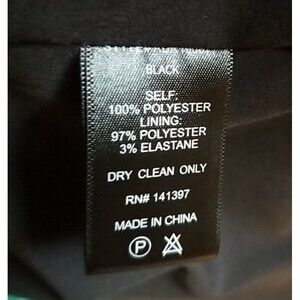 BLACK
SELF:
100% POLYESTER
LINING:
97% POLYESTER
3% ELASTANE
DRY CLEAN ONLY
RN# 141397
MADE IN CHINA
P